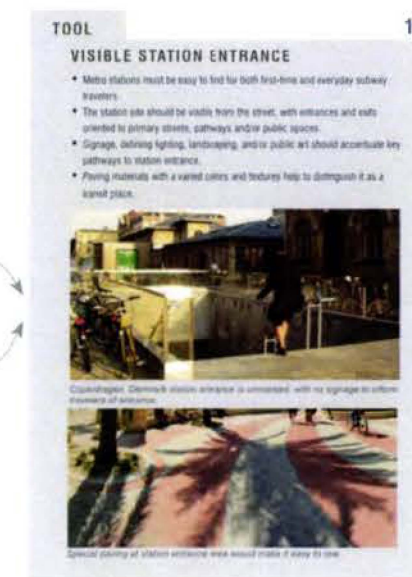 TOOL
1
VISIBLE STATION ENTRANCE
• Metro stations must be easy to find for both first-time and everyday subway
travelers.
• The station site should be visible from the street, with entrances and exits
oriented to primary streets, pathways and/or public spaces.
• Signage, defining lighting, landscaping, and/or public art should accentuate key
pathways to station entrance.
• Paving materials with a varied colors and textures help to distinguish it as a
transit place.
Copenhagen, Denmark station entrance is unmarked, with no signage to inform
travelers of entrance.
Special paving at station entrance area would make it easy to see.